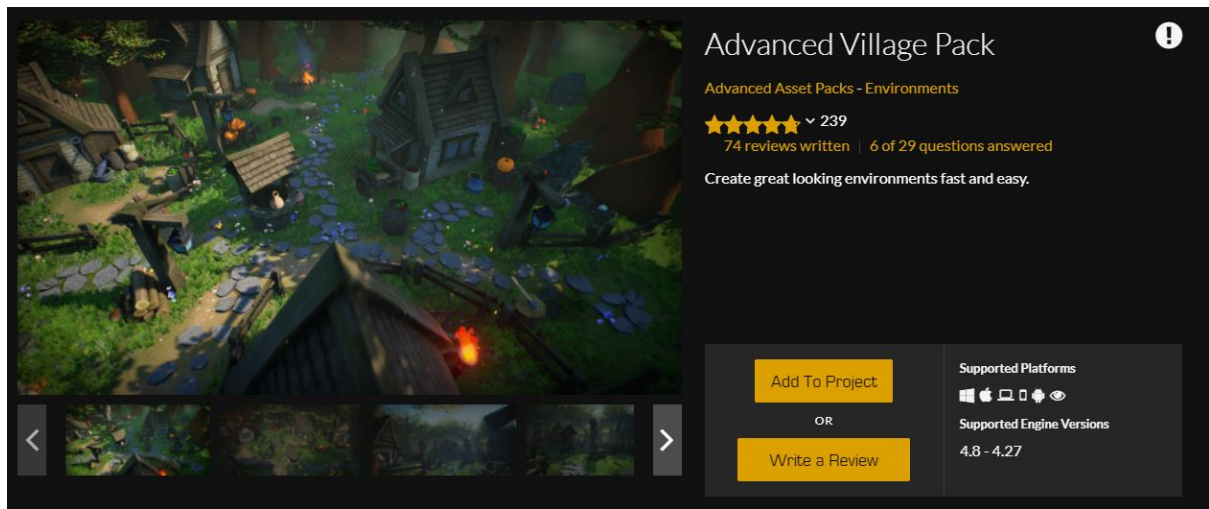 Advanced Village Pack
Advanced Asset Packs - Environments
239
74 reviews written | 6 of 29 questions answered
Create great looking environments fast and easy.
Add To Project
OR
Write a Review
Supported Platforms
Supported Engine Versions
4.8 - 4.27